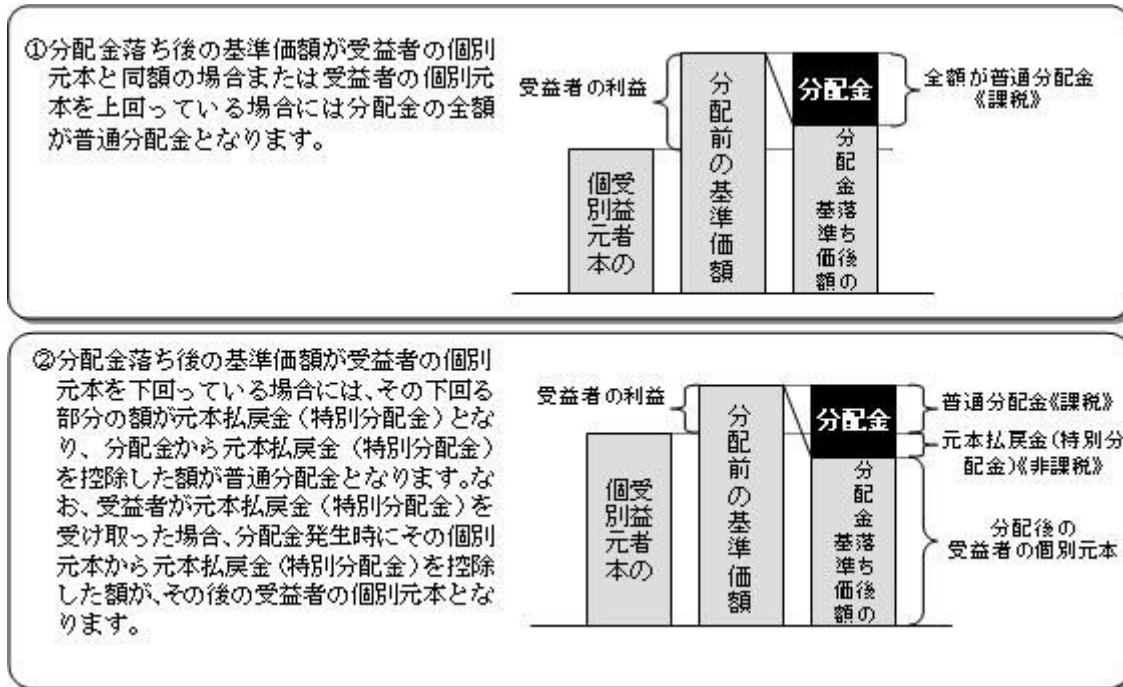 ①分配金落ち後の基準価額が受益者の個別
元本と同額の場合または受益者の個別元
本を上回っている場合には分配金の全額
が普通分配金となります。
受益者の利益
個別元本
受益者の
分配前の基準価額
分配金
分配金落ち後の
基準価額
全額が普通分配金
《課税》
②分配金落ち後の基準価額が受益者の個別
元本を下回っている場合には、その下回る
部分の額が元本払戻金(特別分配金)とな
り、分配金から元本払戻金(特別分配金)
を控除した額が普通分配金となります。な
お、受益者が元本払戻金(特別分配金)を
受け取った場合、分配金発生時にその個別
元本から元本払戻金(特別分配金)を控除
した額が、その後の受益者の個別元本とな
ります。
受益者の利益
受益者の
個別元本
分配前の基準価額
分配金
分配金落ち後の
基準価額
普通分配金《課税》
元本払戻金(特別分
配金)《非課税》
分配後の
受益者の個別元本